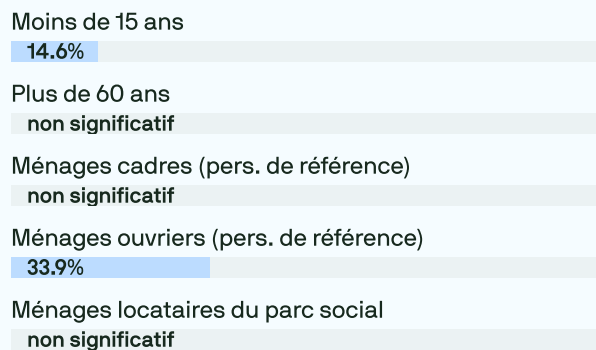 Moins de 15 ans
14.6%
Plus de 60 ans
non significatif
Ménages cadres (pers. de référence)
non significatif
Ménages ouvriers (pers. de référence)
33.9%
Ménages locataires du parc social
non significatif